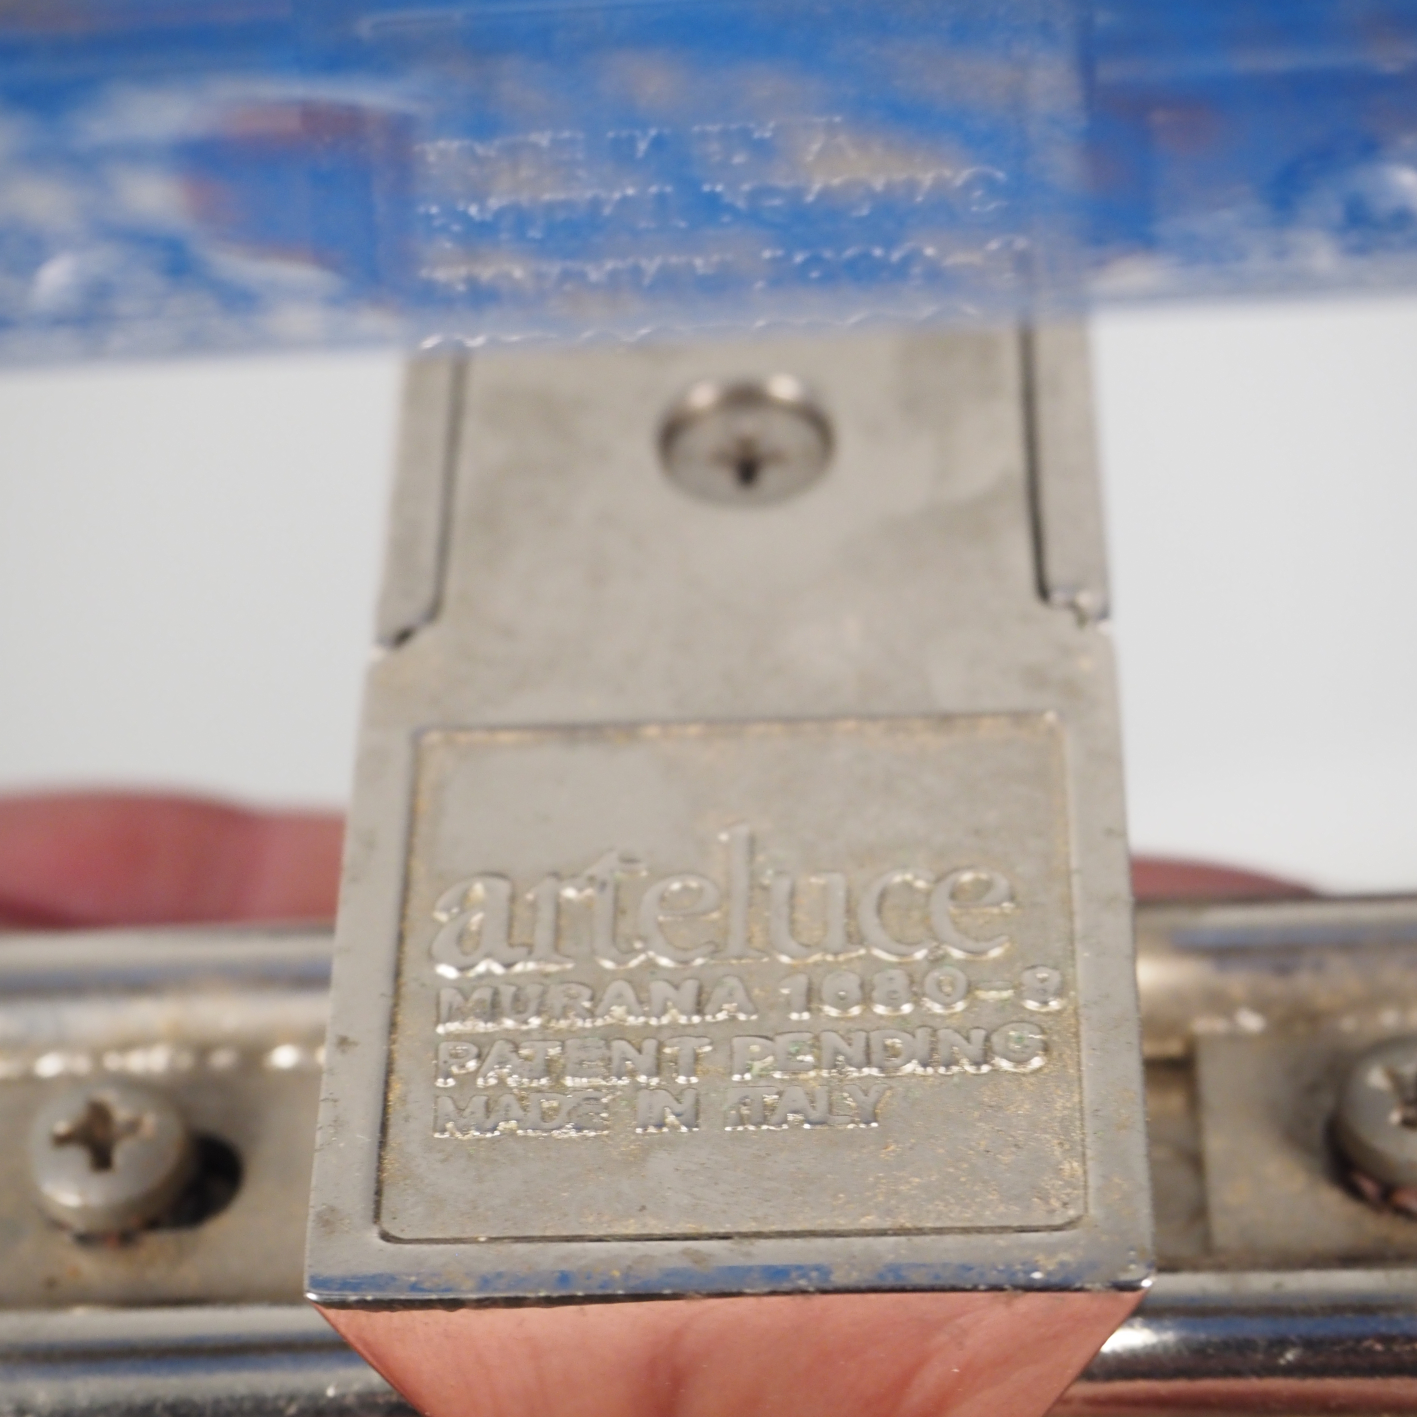 arteluce
MURANA 1680-8
PATENT PENDING
MADE IN ITALY